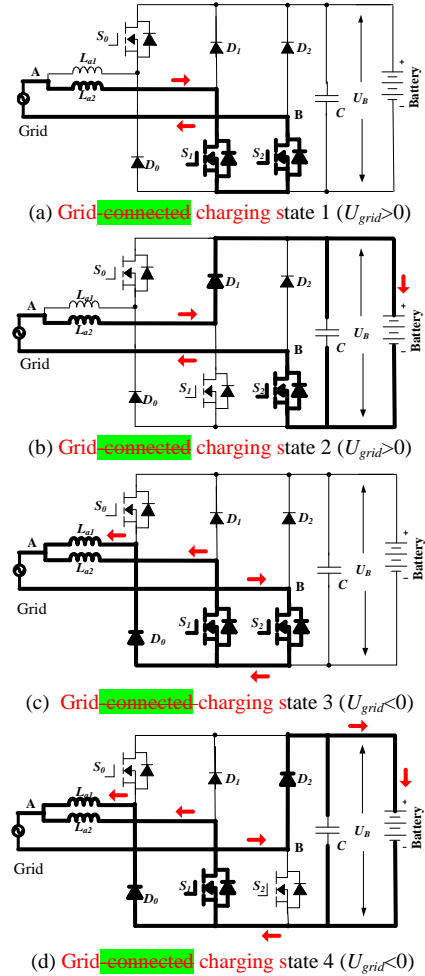 S0
A
La1
La2
D1
D2
+
-
Battery
C
UB
B
Grid
D0
S1
S2
(a) Grid-connected charging state 1 (Ugrid>0)
S0
A
La1
La2
D1
D2
+
-
Battery
C
UB
B
Grid
D0
S1
S2
(b) Grid-connected charging state 2 (Ugrid>0)
S0
A
La1
La2
D1
D2
+
-
Battery
C
UB
B
Grid
D0
S1
S2
(c) Grid-connected-charging state 3 (Ugrid<0)
S0
A
La1
La2
D1
D2
+
-
Battery
C
UB
B
Grid
D0
S1
S2
(d) Grid-connected charging state 4 (Ugrid<0)